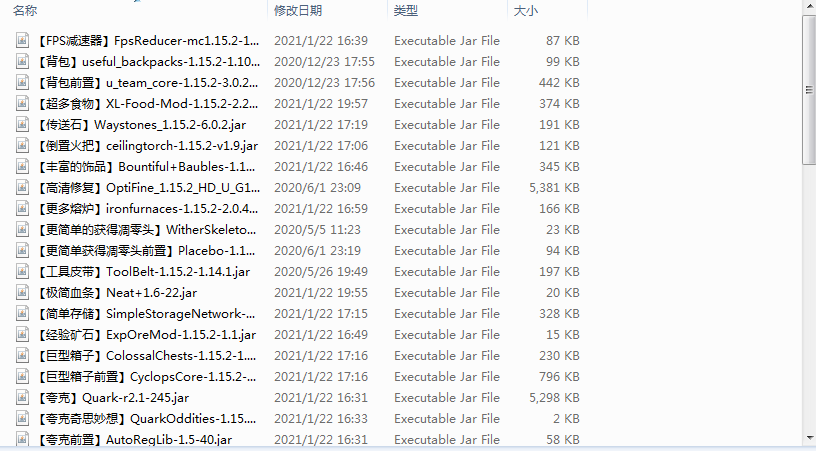 名称 修改日期 类型 大小
【FPS减速器】FpsReducer-mc1.15.2-1... 2021/1/22 16:39 Executable Jar File 87 KB
【背包】useful_backpacks-1.15.2-1.10... 2020/12/23 17:55 Executable Jar File 99 KB
【背包前置】u_team_core-1.15.2-3.0.2... 2020/12/23 17:56 Executable Jar File 442 KB
【超多食物】XL-Food-Mod-1.15.2-2.2... 2021/1/22 19:57 Executable Jar File 374 KB
【传送石】Waystones_1.15.2-6.0.2.jar 2021/1/22 17:19 Executable Jar File 191 KB
【倒置火把】ceilingtorch-1.15.2-v1.9.jar 2021/1/22 17:06 Executable Jar File 121 KB
【丰富的饰品】Bountiful+Baubles-1.1... 2021/1/22 16:46 Executable Jar File 345 KB
【高清修复】OptiFine_1.15.2_HD_U_G1... 2020/6/1 23:09 Executable Jar File 5,381 KB
【更多熔炉】ironfurnaces-1.15.2-2.0.4... 2021/1/22 16:59 Executable Jar File 166 KB
【更简单的获得凋零头】WitherSkeleto... 2020/5/5 11:23 Executable Jar File 23 KB
【更简单获得凋零头前置】Placebo-1.1... 2020/6/1 23:19 Executable Jar File 94 KB
【工具皮带】ToolBelt-1.15.2-1.14.1.jar 2020/5/26 19:49 Executable Jar File 197 KB
【极简血条】Neat+1.6-22.jar 2021/1/22 19:55 Executable Jar File 20 KB
【简单存储】SimpleStorageNetwork-... 2021/1/22 17:15 Executable Jar File 328 KB
【经验矿石】ExpOreMod-1.15.2-1.1.jar 2021/1/22 16:49 Executable Jar File 15 KB
【巨型箱子】ColossalChests-1.15.2-1.... 2021/1/22 17:16 Executable Jar File 230 KB
【巨型箱子前置】CyclopsCore-1.15.2-... 2021/1/22 17:16 Executable Jar File 796 KB
【夸克】Quark-r2.1-245.jar 2021/1/22 16:31 Executable Jar File 5,298 KB
【夸克奇思妙想】QuarkOddities-1.15.... 2021/1/22 16:33 Executable Jar File 2 KB
【夸克前置】AutoRegLib-1.5-40.jar 2021/1/22 16:31 Executable Jar File 58 KB